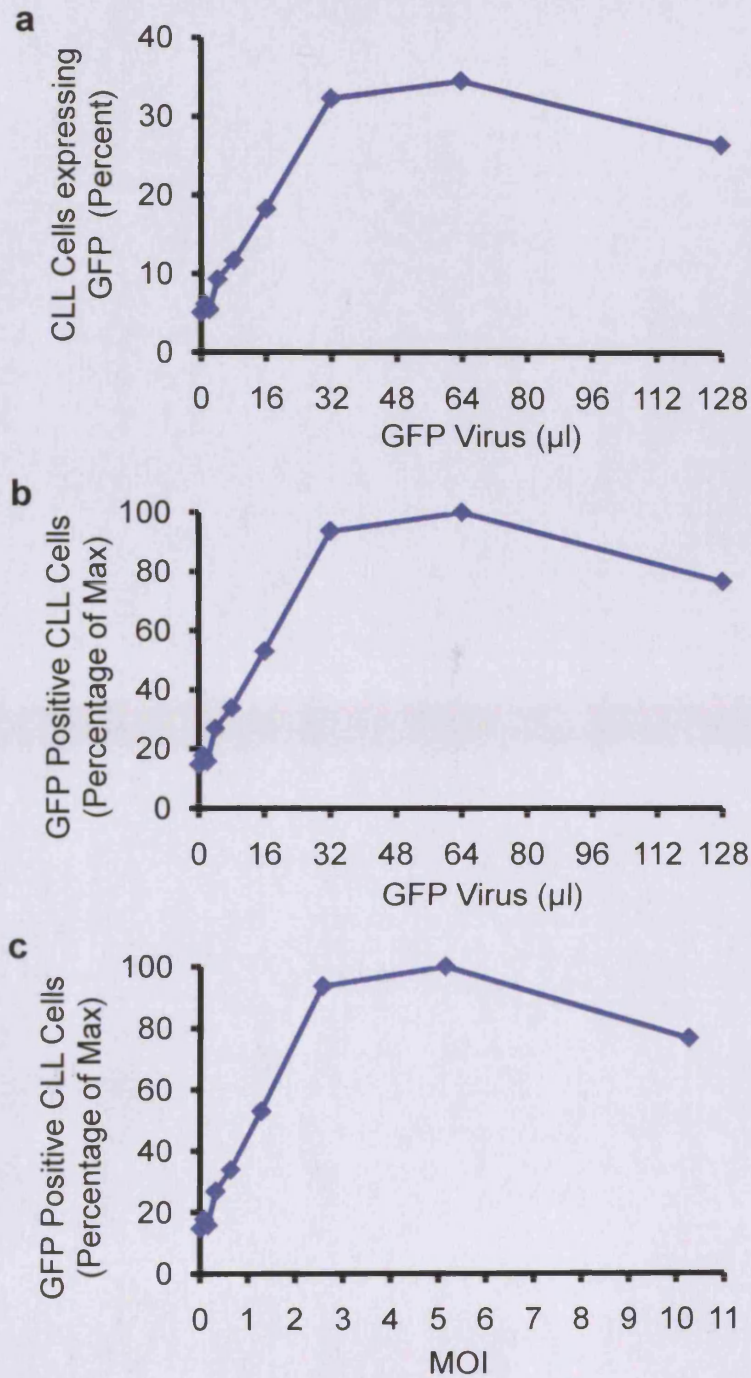 a
CLL Cells expressing
GFP (Percent)
40
30
20
10
0
0 16 32 48 64 80 96 112 128
GFP Virus (µl)
b
GFP Positive CLL Cells
(Percentage of Max)
100
80
60
40
20
0
0 16 32 48 64 80 96 112 128
GFP Virus (µl)
c
GFP Positive CLL Cells
(Percentage of Max)
100
80
60
40
20
0
0 1 2 3 4 5 6 7 8 9 10 11
MOI